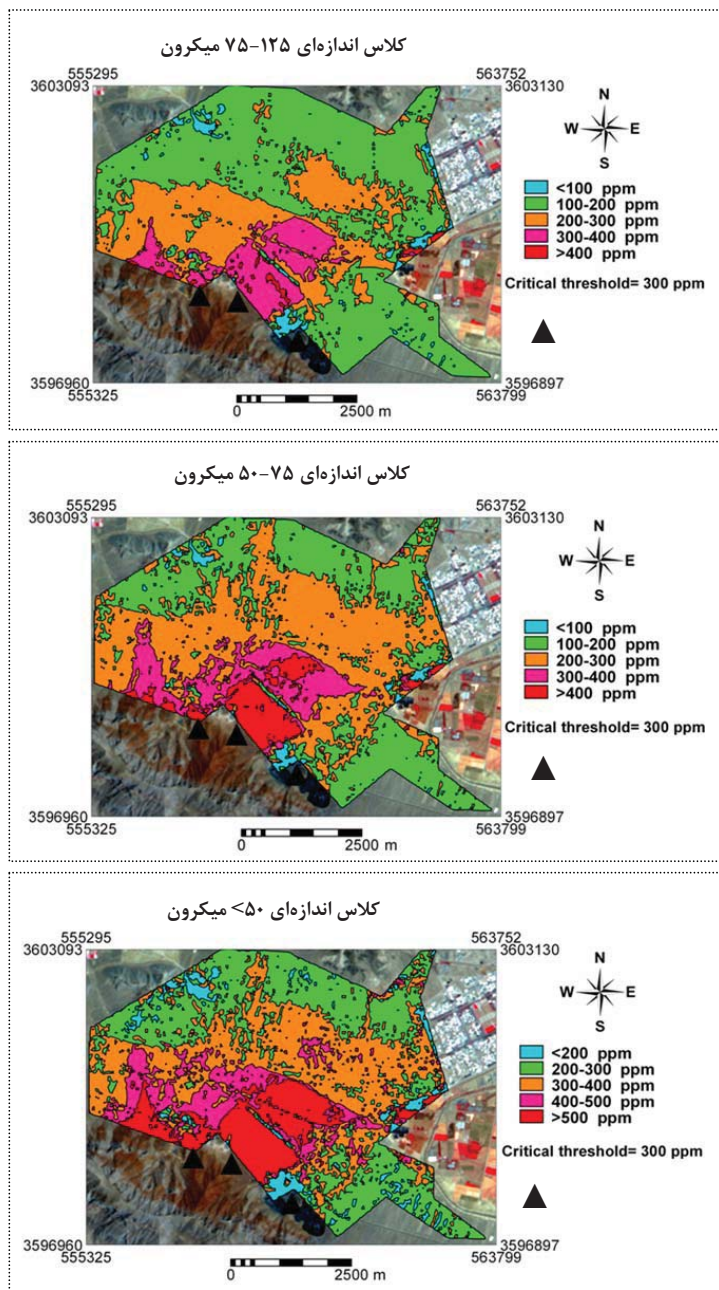 کلاس اندازه‌ای ۱۲۵-۷۵ میکرون
555295
563752
3603093
3603130
N
W E
S
<100 ppm
100-200 ppm
200-300 ppm
300-400 ppm
>400 ppm
Critical threshold= 300 ppm
3596960
3596897
555325
563799
0 2500 m
کلاس اندازه‌ای ۷۵-۵۰ میکرون
555295
563752
3603093
3603130
N
W E
S
<100 ppm
100-200 ppm
200-300 ppm
300-400 ppm
>400 ppm
Critical threshold= 300 ppm
3596960
3596897
555325
563799
0 2500 m
کلاس اندازه‌ای ۵۰> میکرون
555295
563752
3603093
3603130
N
W E
S
<200 ppm
200-300 ppm
300-400 ppm
400-500 ppm
>500 ppm
Critical threshold= 300 ppm
3596960
3596897
555325
563799
0 2500 m